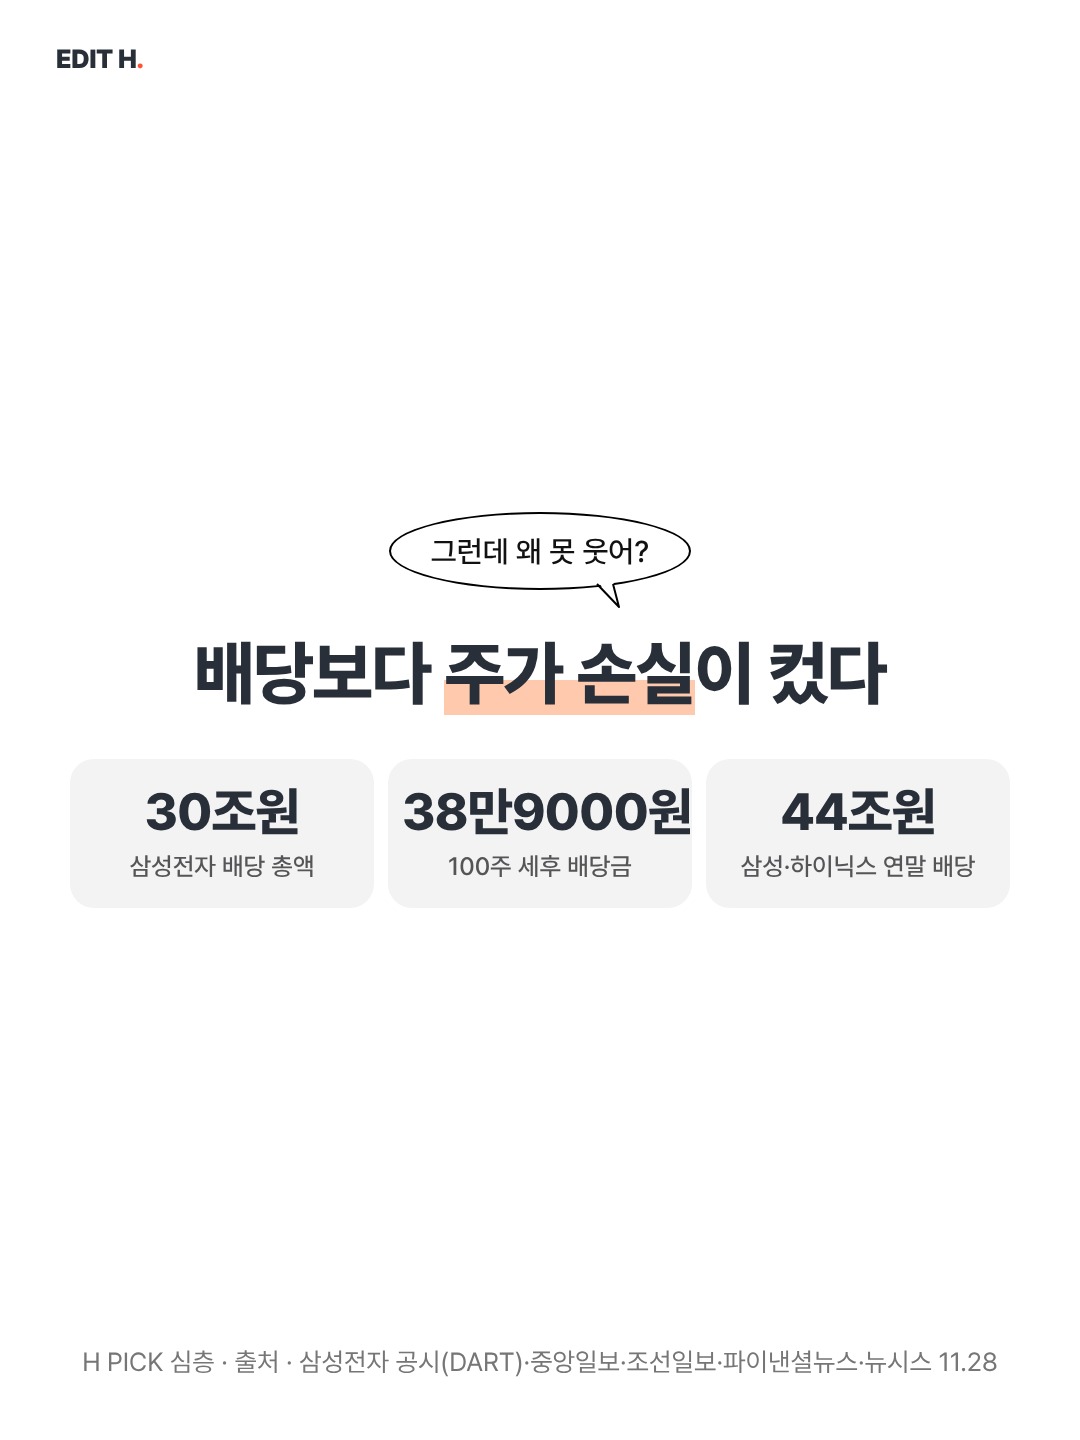 EDIT H.
그런데 왜 못 웃어?
배당보다 주가 손실이 컸다
30조원
삼성전자 배당 총액
38만9000원
100주 세후 배당금
44조원
삼성·하이닉스 연말 배당
H PICK 심층 · 출처 · 삼성전자 공시(DART)·중앙일보·조선일보·파이낸셜뉴스·뉴시스 11.28